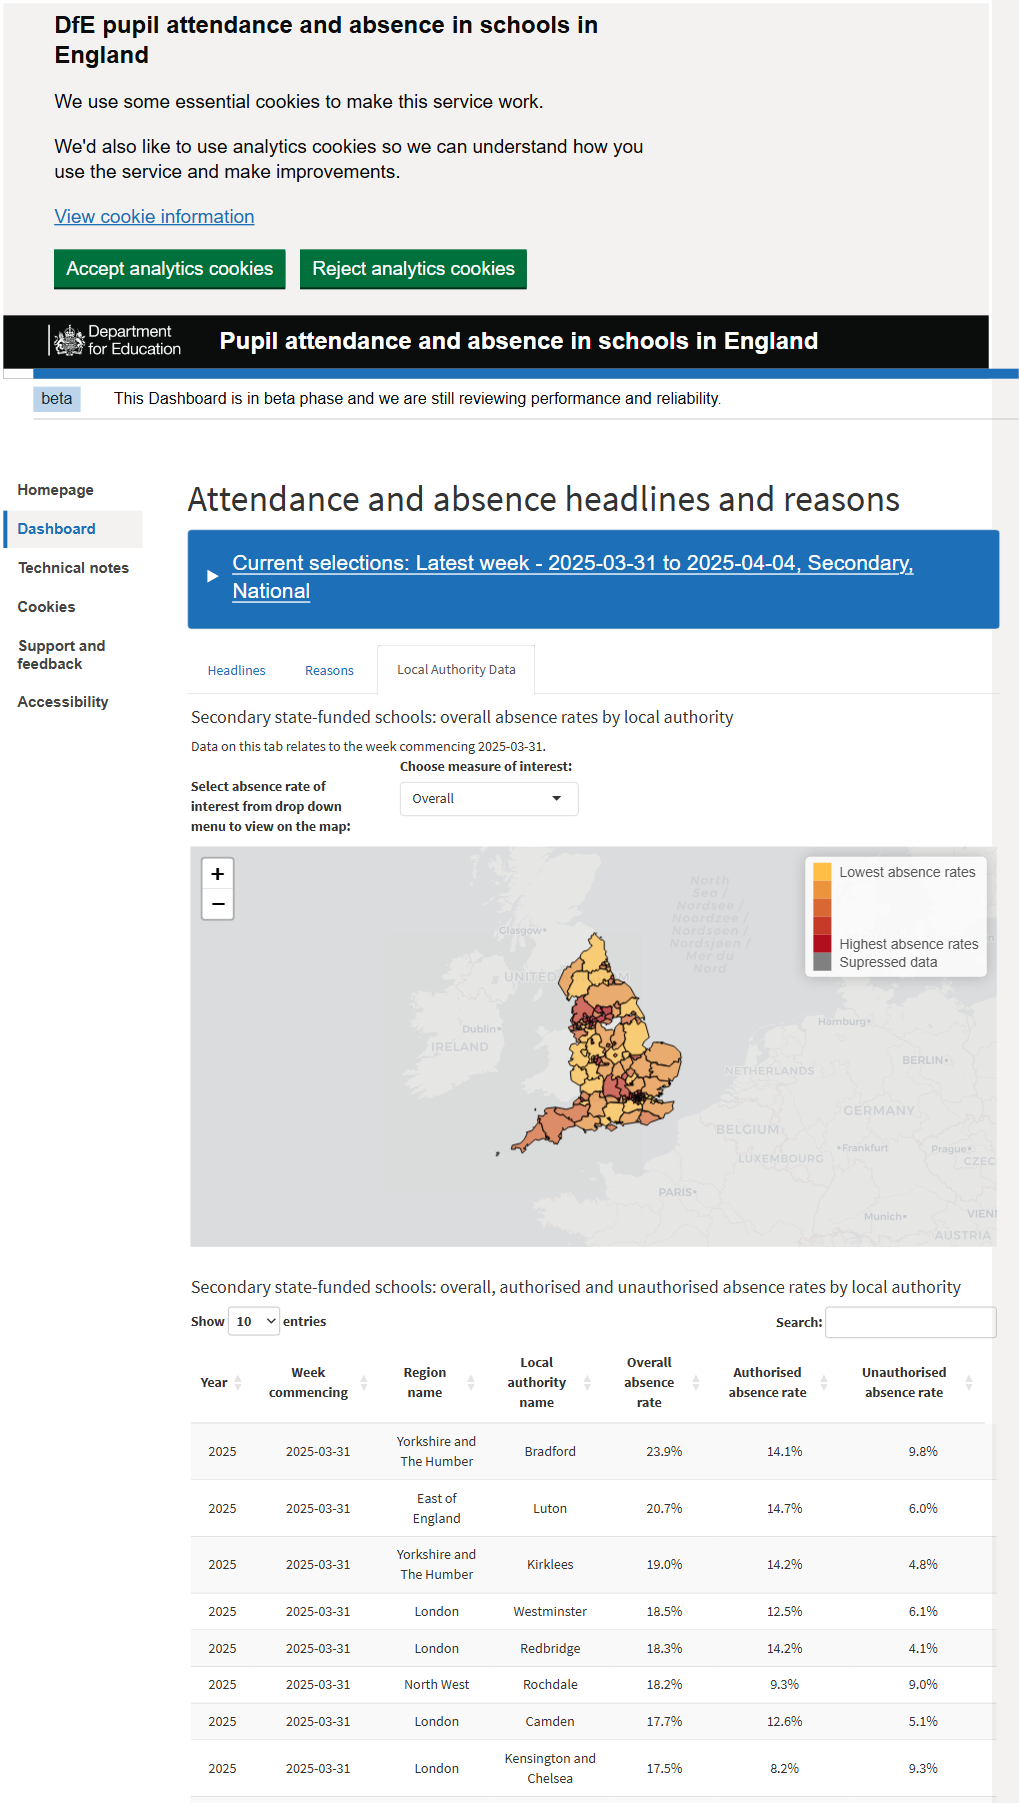 DfE pupil attendance and absence in schools in
England
We use some essential cookies to make this service work.
We'd also like to use analytics cookies so we can understand how you
use the service and make improvements.
View cookie information
Accept analytics cookies
Reject analytics cookies
Department
for Education
Pupil attendance and absence in schools in England
beta
This Dashboard is in beta phase and we are still reviewing performance and reliability.
Homepage
Dashboard
Technical notes
Cookies
Support and
feedback
Accessibility
Attendance and absence headlines and reasons
Current selections: Latest week - 2025-03-31 to 2025-04-04, Secondary,
National
Headlines
Reasons
Local Authority Data
Secondary state-funded schools: overall absence rates by local authority
Data on this tab relates to the week commencing 2025-03-31.
Select absence rate of
interest from drop down
menu to view on the map:
Choose measure of interest:
Overall
+
−
Lowest absence rates
Highest absence rates
Supressed data
North
Sea /
Nordsee /
Noordzee /
Nordsøen /
Nordsjøen /
Mer du
Nord
Glasgow
UNITED
M
Dublin
IRELAND
Hamburg
BERLIN
NETHERLANDS
GERMANY
BELGIUM
Frankfurt
LUXEMBOURG
Prague
CZEC
PARIS
VIEN
Munich
AUSTRIA
Secondary state-funded schools: overall, authorised and unauthorised absence rates by local authority
Show 10 entries
Search:
Year
Week
commencing
Region
name
Local
authority
name
Overall
absence
rate
Authorised
absence rate
Unauthorised
absence rate
2025 2025-03-31 Yorkshire and
The Humber Bradford 23.9% 14.1% 9.8%
2025 2025-03-31 East of
England Luton 20.7% 14.7% 6.0%
2025 2025-03-31 Yorkshire and
The Humber Kirklees 19.0% 14.2% 4.8%
2025 2025-03-31 London Westminster 18.5% 12.5% 6.1%
2025 2025-03-31 London Redbridge 18.3% 14.2% 4.1%
2025 2025-03-31 North West Rochdale 18.2% 9.3% 9.0%
2025 2025-03-31 London Camden 17.7% 12.6% 5.1%
2025 2025-03-31 London Kensington and
Chelsea 17.5% 8.2% 9.3%